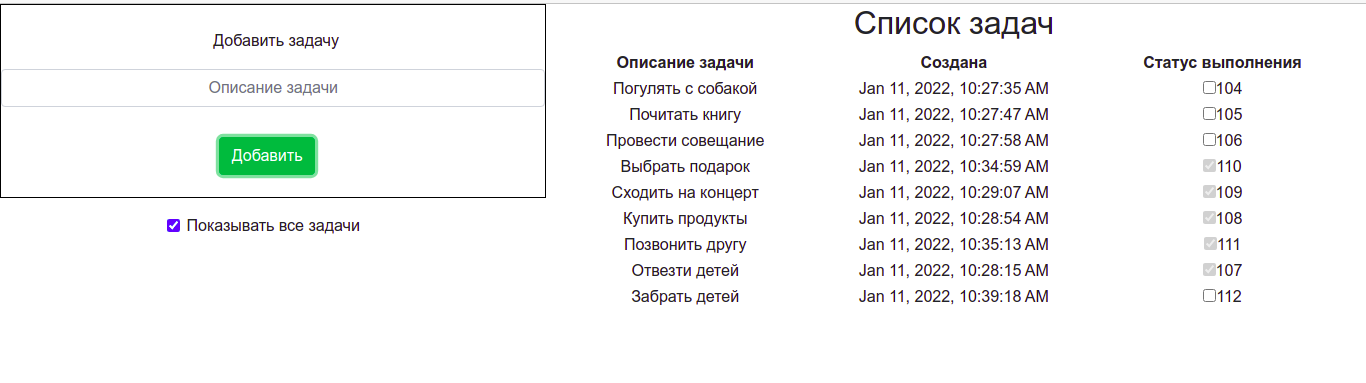 Добавить задачу
Описание задачи
Добавить
Показывать все задачи
Список задач
Описание задачи Создана Статус выполнения
Погулять с собакой Jan 11, 2022, 10:27:35 AM 104
Почитать книгу Jan 11, 2022, 10:27:47 AM 105
Провести совещание Jan 11, 2022, 10:27:58 AM 106
Выбрать подарок Jan 11, 2022, 10:34:59 AM 110
Сходить на концерт Jan 11, 2022, 10:29:07 AM 109
Купить продукты Jan 11, 2022, 10:28:54 AM 108
Позвонить другу Jan 11, 2022, 10:35:13 AM 111
Отвезти детей Jan 11, 2022, 10:28:15 AM 107
Забрать детей Jan 11, 2022, 10:39:18 AM 112